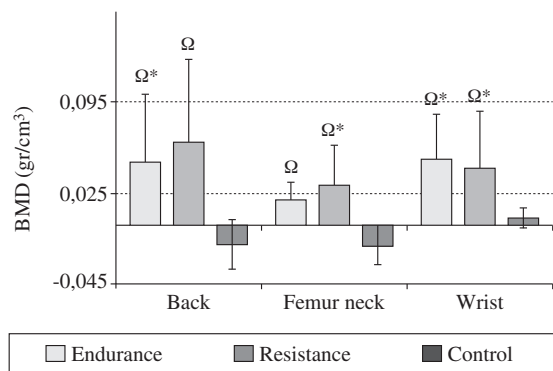 Ω
Ω*
Ω*
Ω*
Ω*
Ω
0,095
0,025
-0,045
BMD (gr/cm³)
Back Femur neck Wrist
Endurance Resistance Control